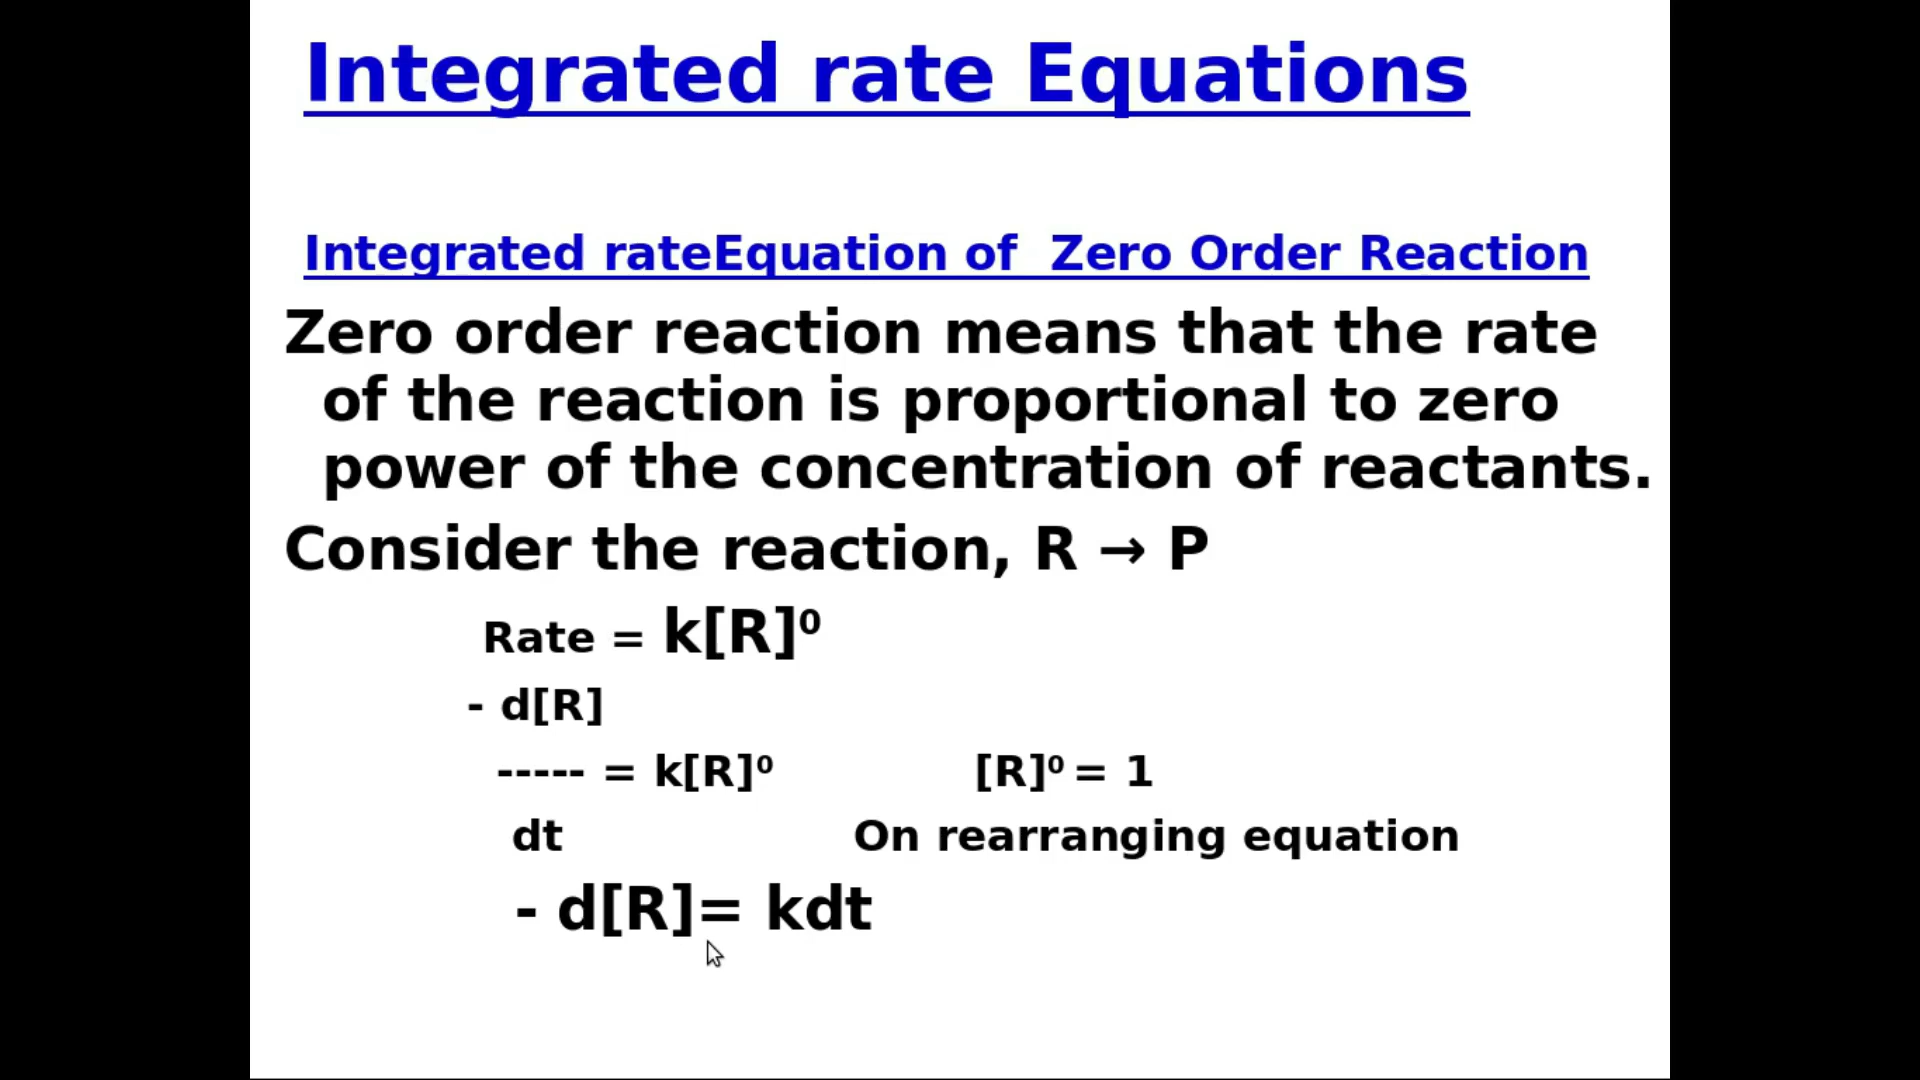 Integrated rate Equations
Integrated rateEquation of  Zero Order Reaction
Zero order reaction means that the rate
of the reaction is proportional to zero
power of the concentration of reactants.
Consider the reaction, R → P
Rate = k[R]⁰
- d[R]
----- = k[R]⁰ [R]⁰ = 1
dt On rearranging equation
- d[R]= kdt